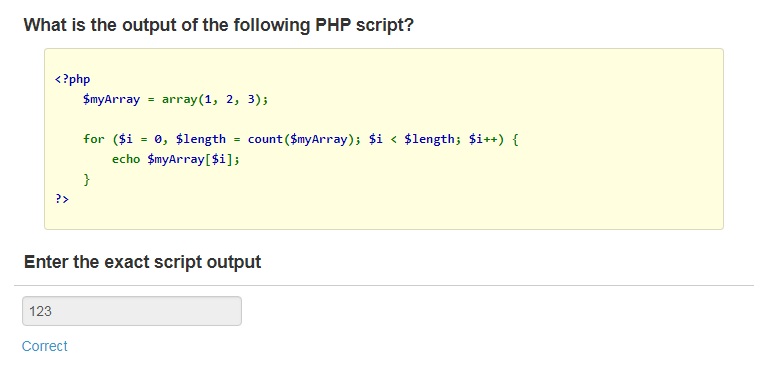 What is the output of the following PHP script?
<?php
$myArray = array(1, 2, 3);
for ($i = 0, $length = count($myArray); $i < $length; $i++) {
echo $myArray[$i];
}
?>
Enter the exact script output
123
Correct